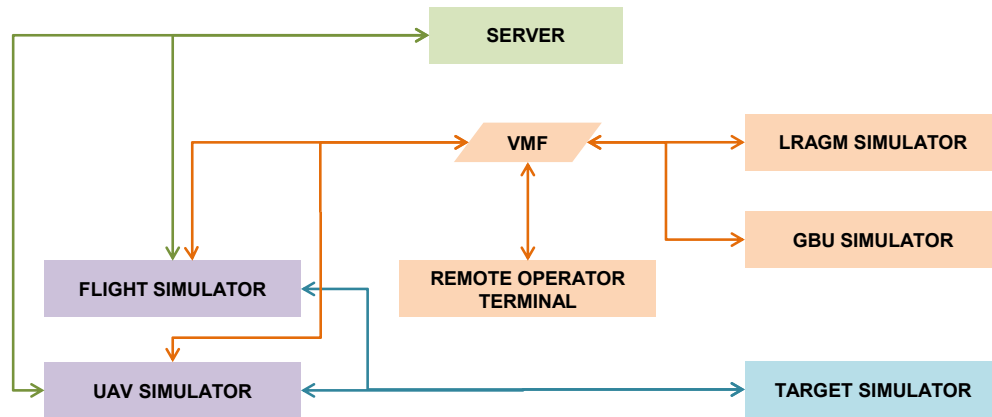 SERVER
VMF
LRAGM SIMULATOR
GBU SIMULATOR
FLIGHT SIMULATOR
REMOTE OPERATOR
TERMINAL
UAV SIMULATOR
TARGET SIMULATOR